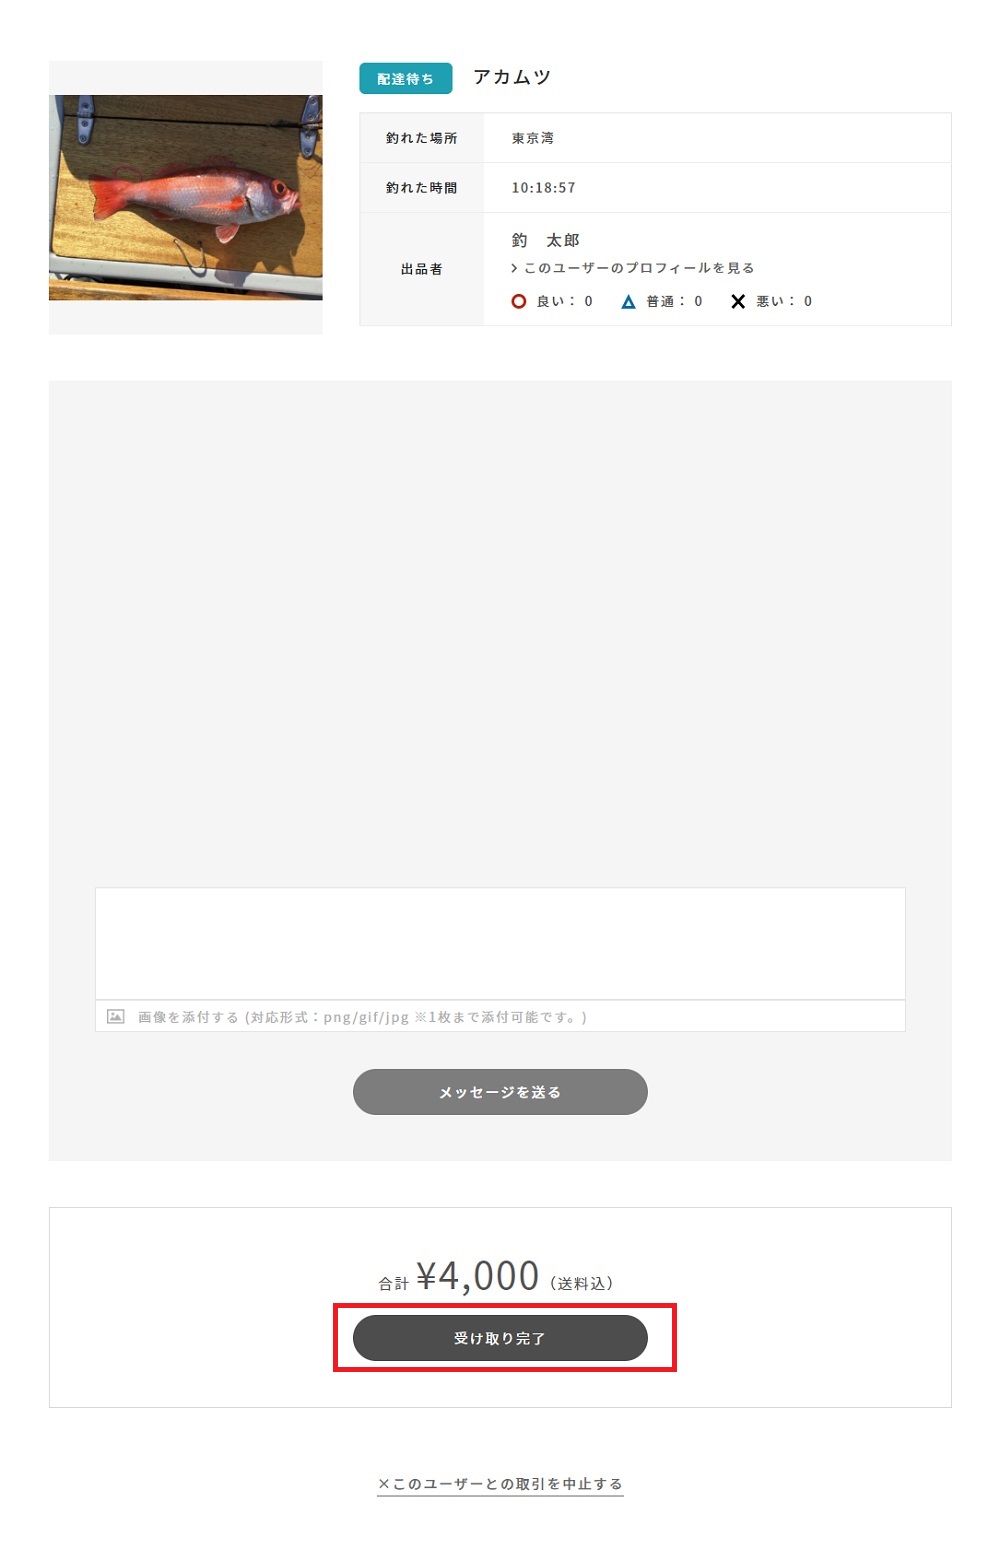 配達待ち アカムツ
釣れた場所 東京湾
釣れた時間 10:18:57
出品者
釣　太郎
このユーザーのプロフィールを見る
良い： 0 普通： 0 悪い： 0
画像を添付する (対応形式：png/gif/jpg ※1枚まで添付可能です。)
メッセージを送る
合計 ¥4,000（送料込）
受け取り完了
×このユーザーとの取引を中止する